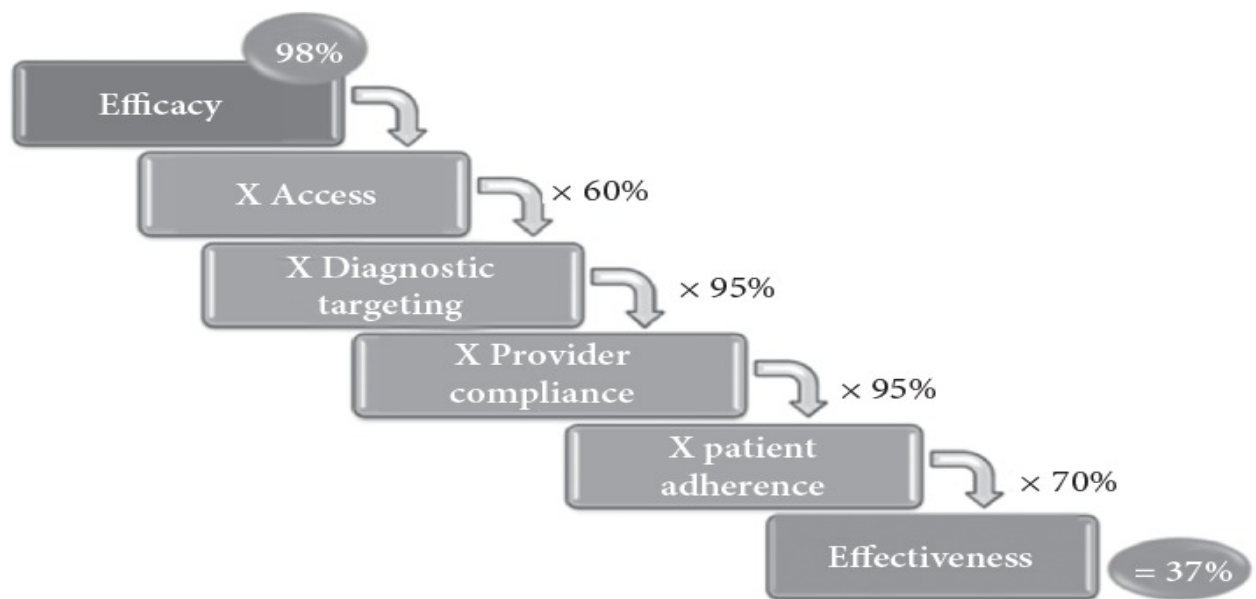 98%
Efficacy
X Access
× 60%
X Diagnostic
targeting
× 95%
X Provider
compliance
× 95%
X patient
adherence
× 70%
Effectiveness
= 37%